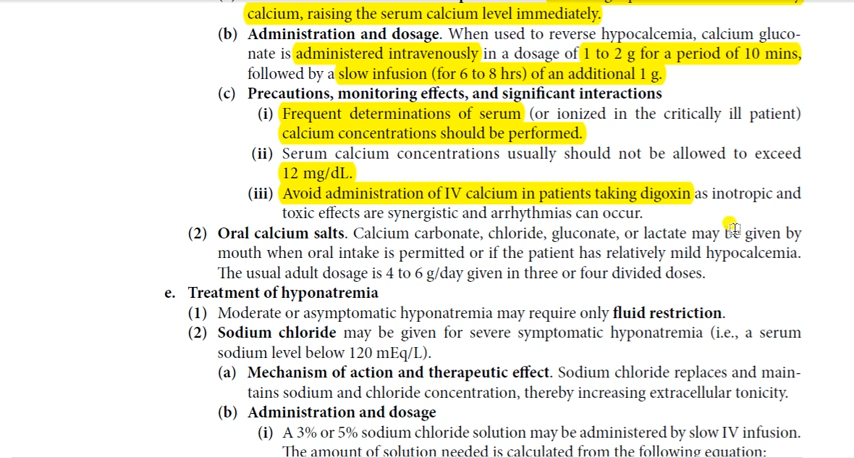 calcium, raising the serum calcium level immediately.
(b) Administration and dosage. When used to reverse hypocalcemia, calcium gluco-
nate is administered intravenously in a dosage of 1 to 2 g for a period of 10 mins,
followed by a slow infusion (for 6 to 8 hrs) of an additional 1 g.
(c) Precautions, monitoring effects, and significant interactions
(i) Frequent determinations of serum (or ionized in the critically ill patient)
calcium concentrations should be performed.
(ii) Serum calcium concentrations usually should not be allowed to exceed
12 mg/dL.
(iii) Avoid administration of IV calcium in patients taking digoxin as inotropic and
toxic effects are synergistic and arrhythmias can occur.
(2) Oral calcium salts. Calcium carbonate, chloride, gluconate, or lactate may be given by
mouth when oral intake is permitted or if the patient has relatively mild hypocalcemia.
The usual adult dosage is 4 to 6 g/day given in three or four divided doses.
e. Treatment of hyponatremia
(1) Moderate or asymptomatic hyponatremia may require only fluid restriction.
(2) Sodium chloride may be given for severe symptomatic hyponatremia (i.e., a serum
sodium level below 120 mEq/L).
(a) Mechanism of action and therapeutic effect. Sodium chloride replaces and main-
tains sodium and chloride concentration, thereby increasing extracellular tonicity.
(b) Administration and dosage
(i) A 3% or 5% sodium chloride solution may be administered by slow IV infusion.
The amount of solution needed is calculated from the following equation: